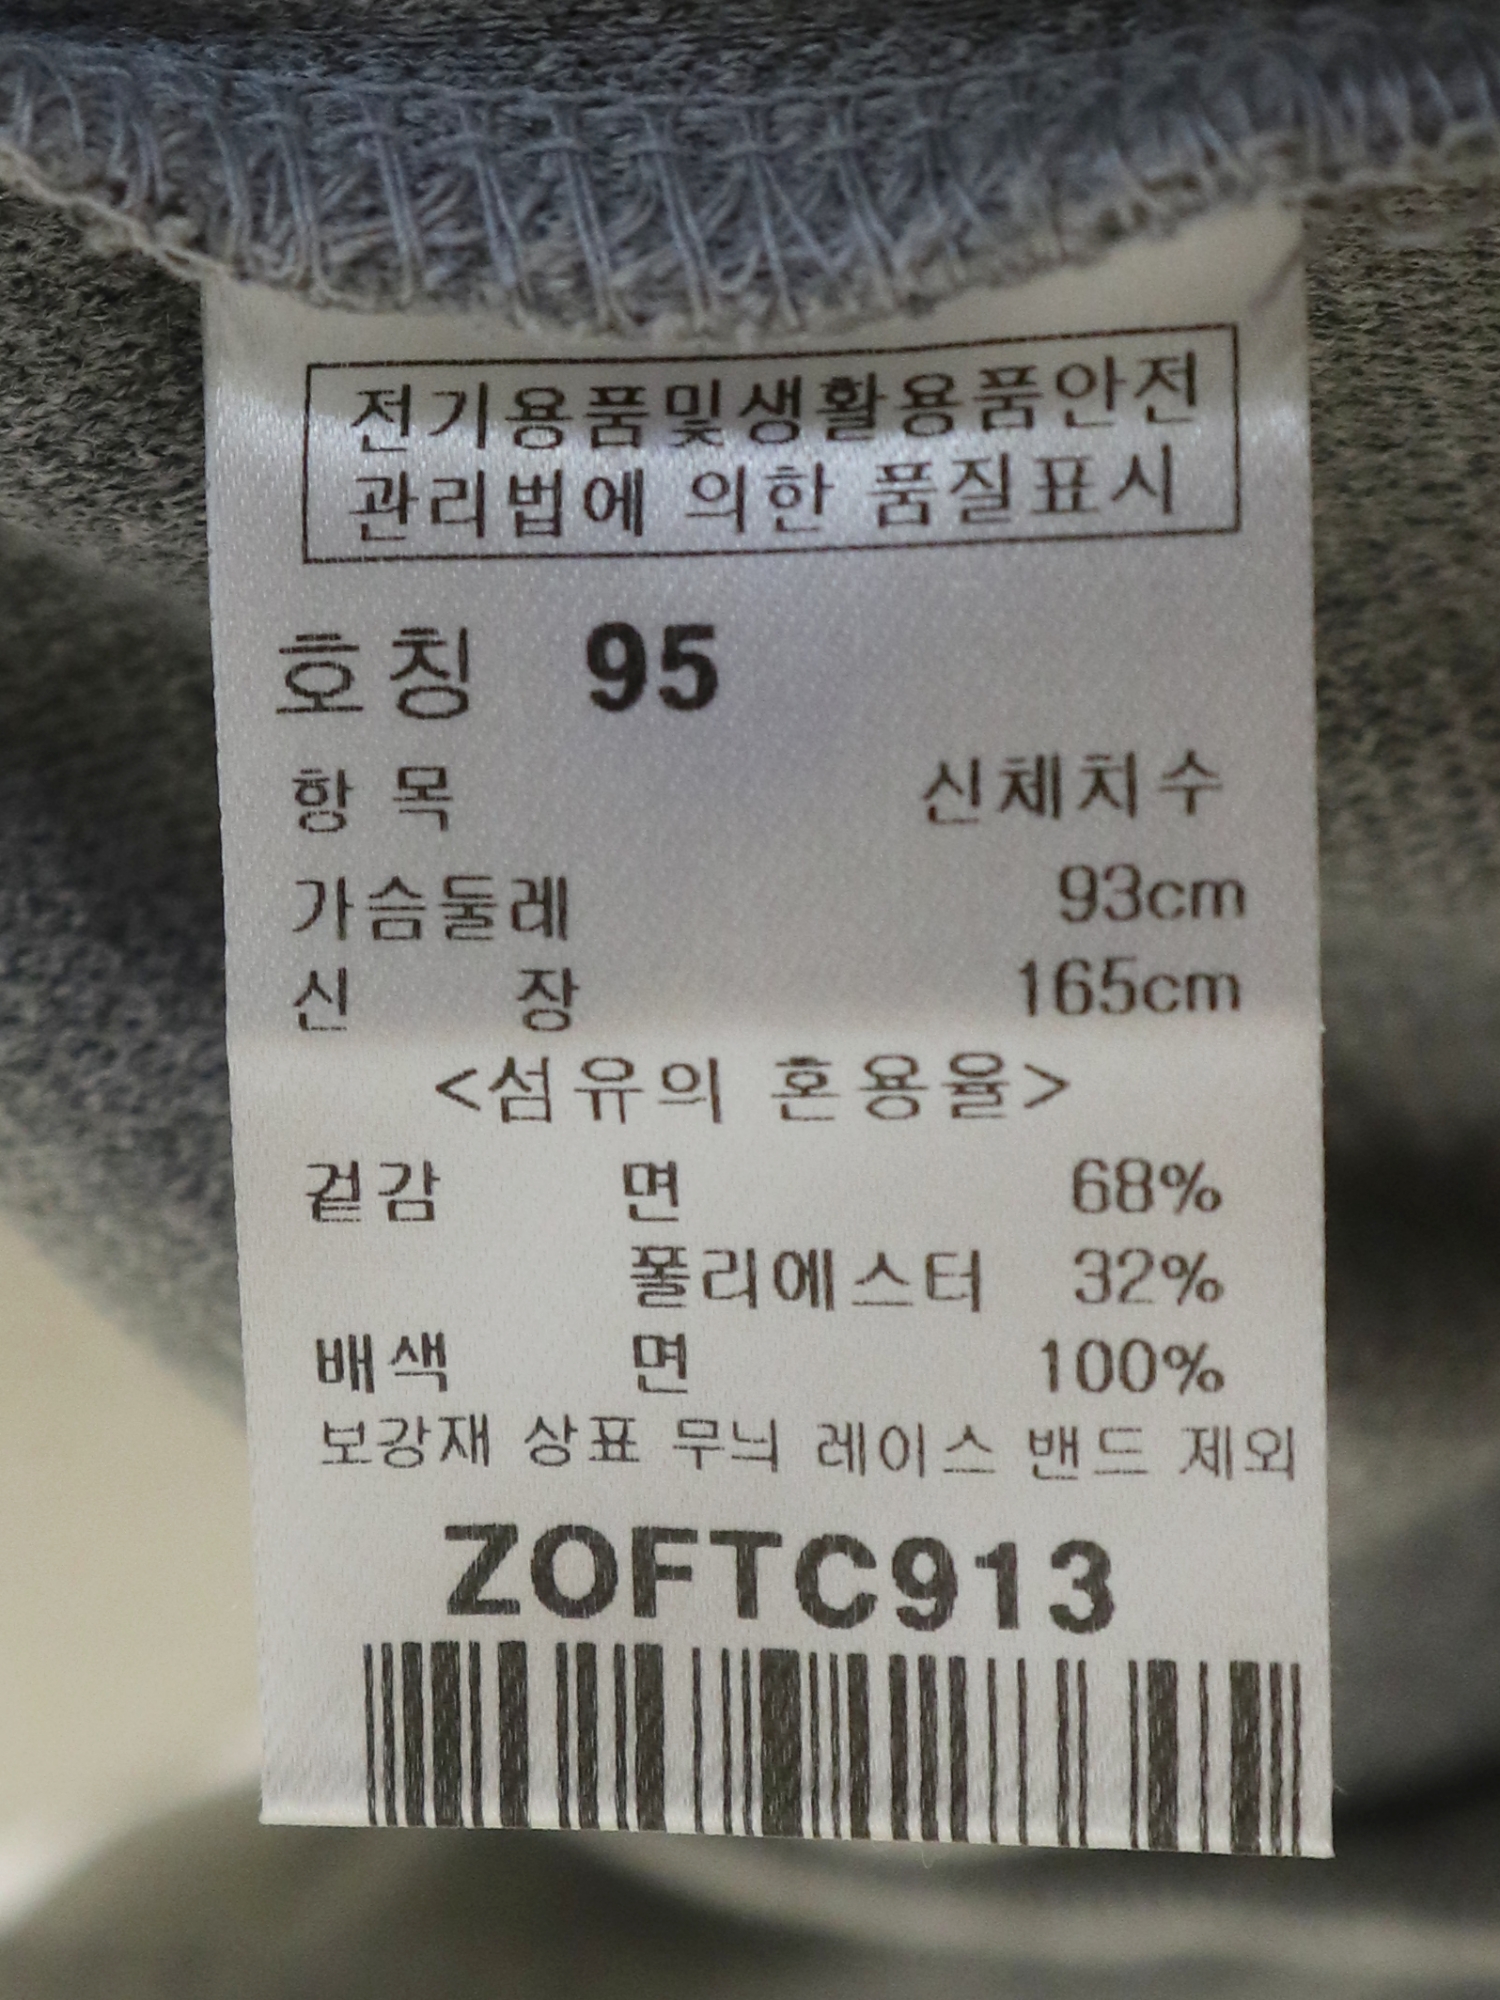 전기용품및생활용품안전
관리법에 의한 품질표시
호칭 95
항목 신체치수
가슴둘레 93cm
신 장 165cm
<섬유의 혼용율>
겉감 면 68%
폴리에스터 32%
배색 면 100%
보강재 상표 무늬 레이스 밴드 제외
ZOFTC913